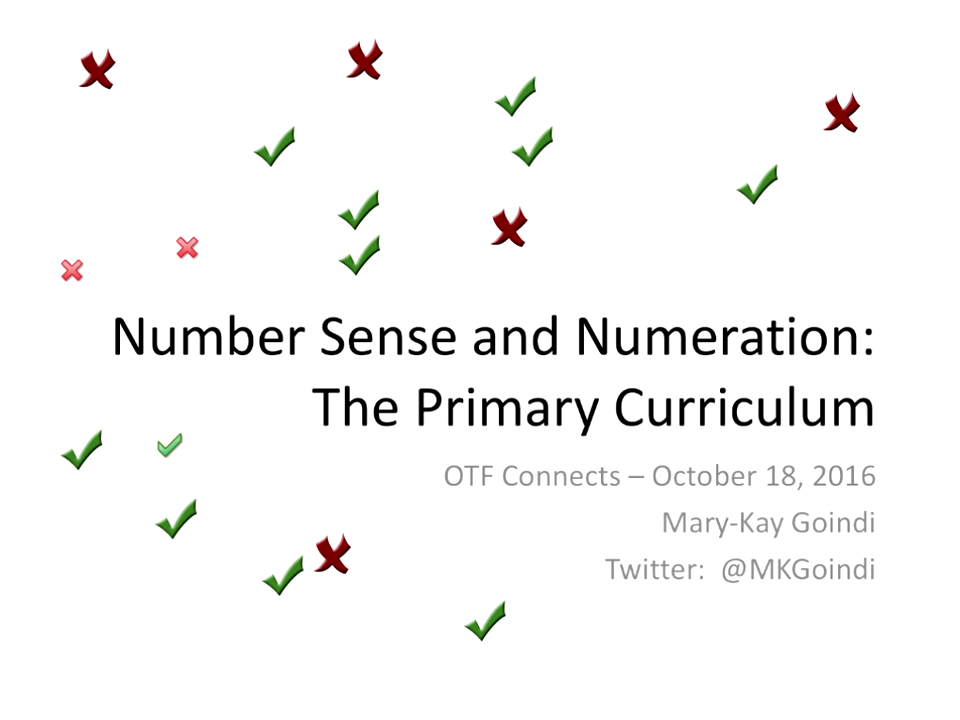 Number Sense and Numeration:
The Primary Curriculum
OTF Connects – October 18, 2016
Mary-Kay Goindi
Twitter:  @MKGoindi